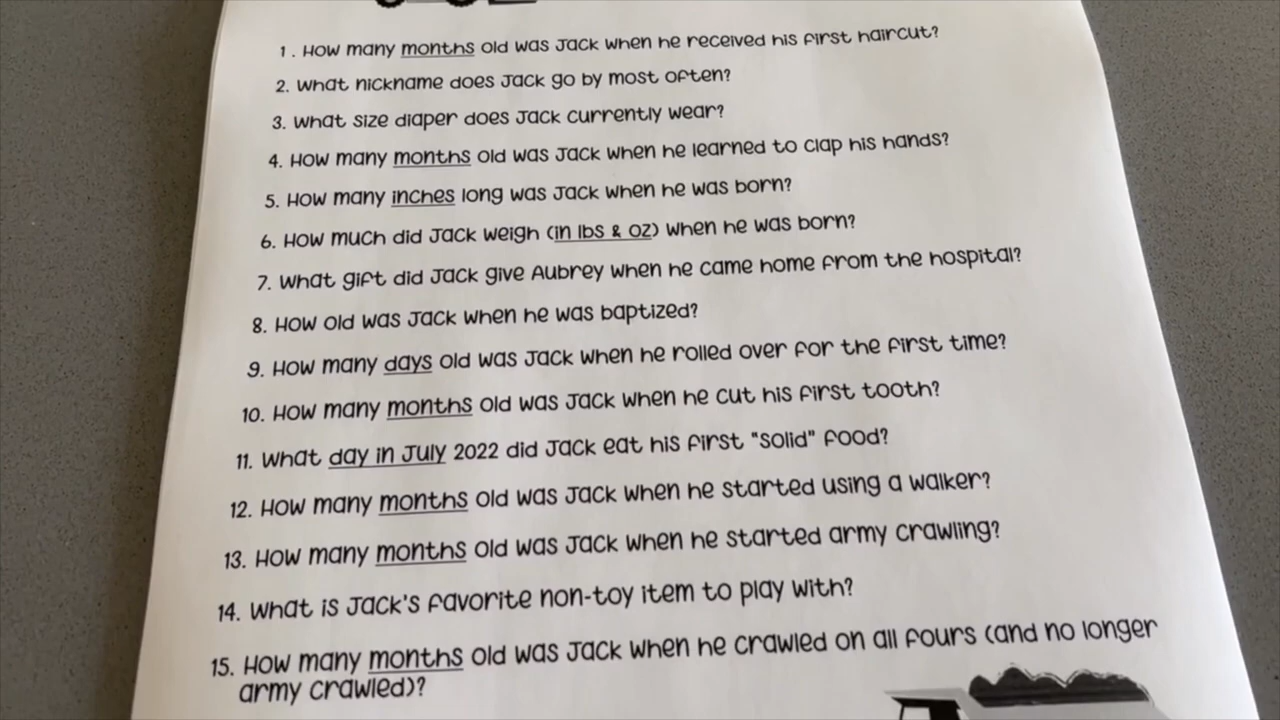 1. How many months old was Jack when he received his first haircut?
2. What nickname does Jack go by most often?
3. What size diaper does Jack currently wear?
4. How many months old was Jack when he learned to clap his hands?
5. How many inches long was Jack when he was born?
6. How much did Jack weigh (in lbs & oz) when he was born?
7. What gift did Jack give Aubrey when he came home from the hospital?
8. How old was Jack when he was baptized?
9. How many days old was Jack when he rolled over for the first time?
10. How many months old was Jack when he cut his first tooth?
11. What day in July 2022 did Jack eat his first "solid" food?
12. How many months old was Jack when he started using a walker?
13. How many months old was Jack when he started army crawling?
14. What is Jack's favorite non-toy item to play with?
15. How many months old was Jack when he crawled on all fours (and no longer
army crawled)?